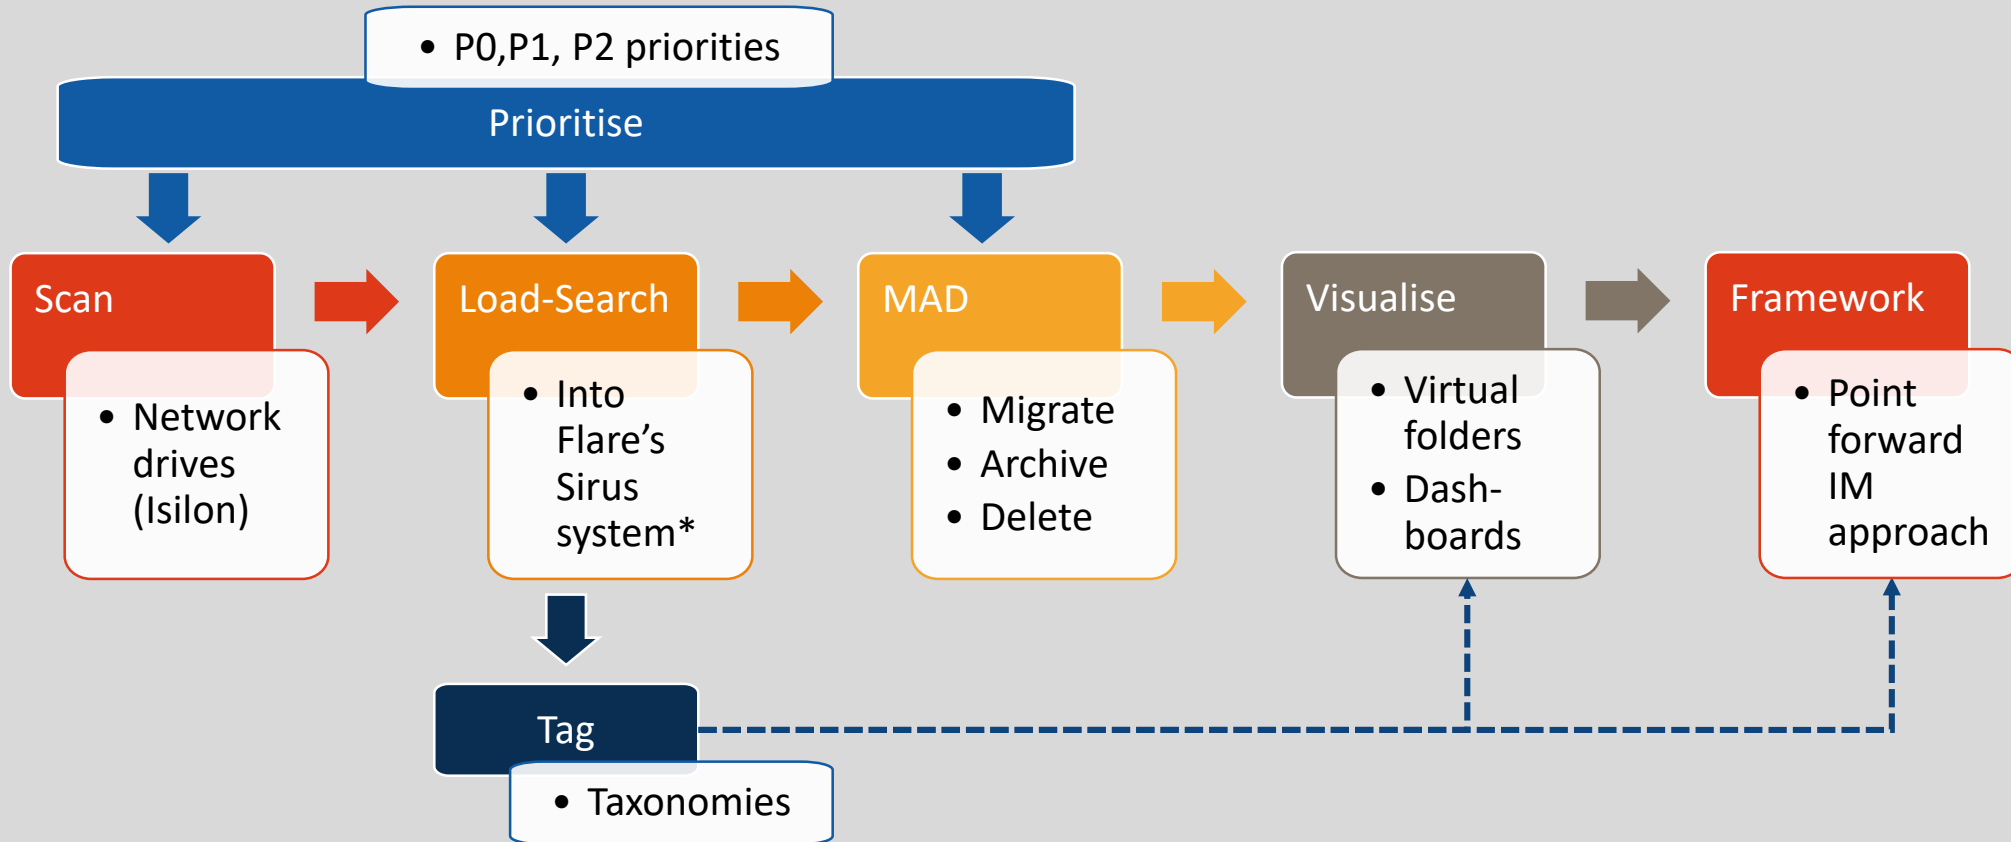 • P0,P1, P2 priorities
Prioritise
Scan
• Network
drives
(Isilon)
Load-Search
• Into
Flare’s
Sirus
system*
MAD
• Migrate
• Archive
• Delete
Visualise
• Virtual
folders
• Dash-
boards
Framework
• Point
forward
IM
approach
Tag
• Taxonomies